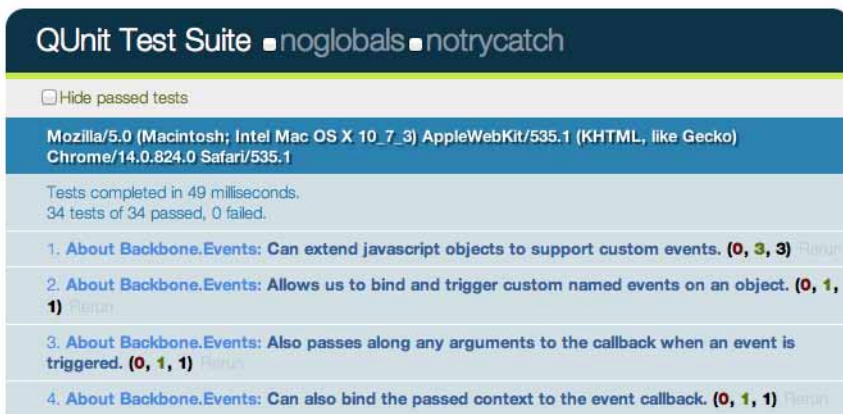 QUnit Test Suite noglobals notrycatch
Hide passed tests
Mozilla/5.0 (Macintosh; Intel Mac OS X 10_7_3) AppleWebKit/535.1 (KHTML, like Gecko)
Chrome/14.0.824.0 Safari/535.1
Tests completed in 49 milliseconds.
34 tests of 34 passed, 0 failed.
1. About Backbone.Events: Can extend javascript objects to support custom events. (0, 3, 3) Rerun
2. About Backbone.Events: Allows us to bind and trigger custom named events on an object. (0, 1,
1) Rerun
3. About Backbone.Events: Also passes along any arguments to the callback when an event is
triggered. (0, 1, 1) Rerun
4. About Backbone.Events: Can also bind the passed context to the event callback. (0, 1, 1) Rerun